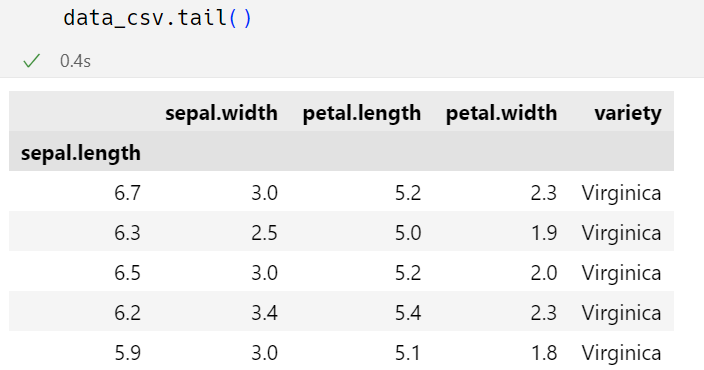 data_csv.tail()
0.4s
sepal.width petal.length petal.width variety
sepal.length
6.7 3.0 5.2 2.3 Virginica
6.3 2.5 5.0 1.9 Virginica
6.5 3.0 5.2 2.0 Virginica
6.2 3.4 5.4 2.3 Virginica
5.9 3.0 5.1 1.8 Virginica